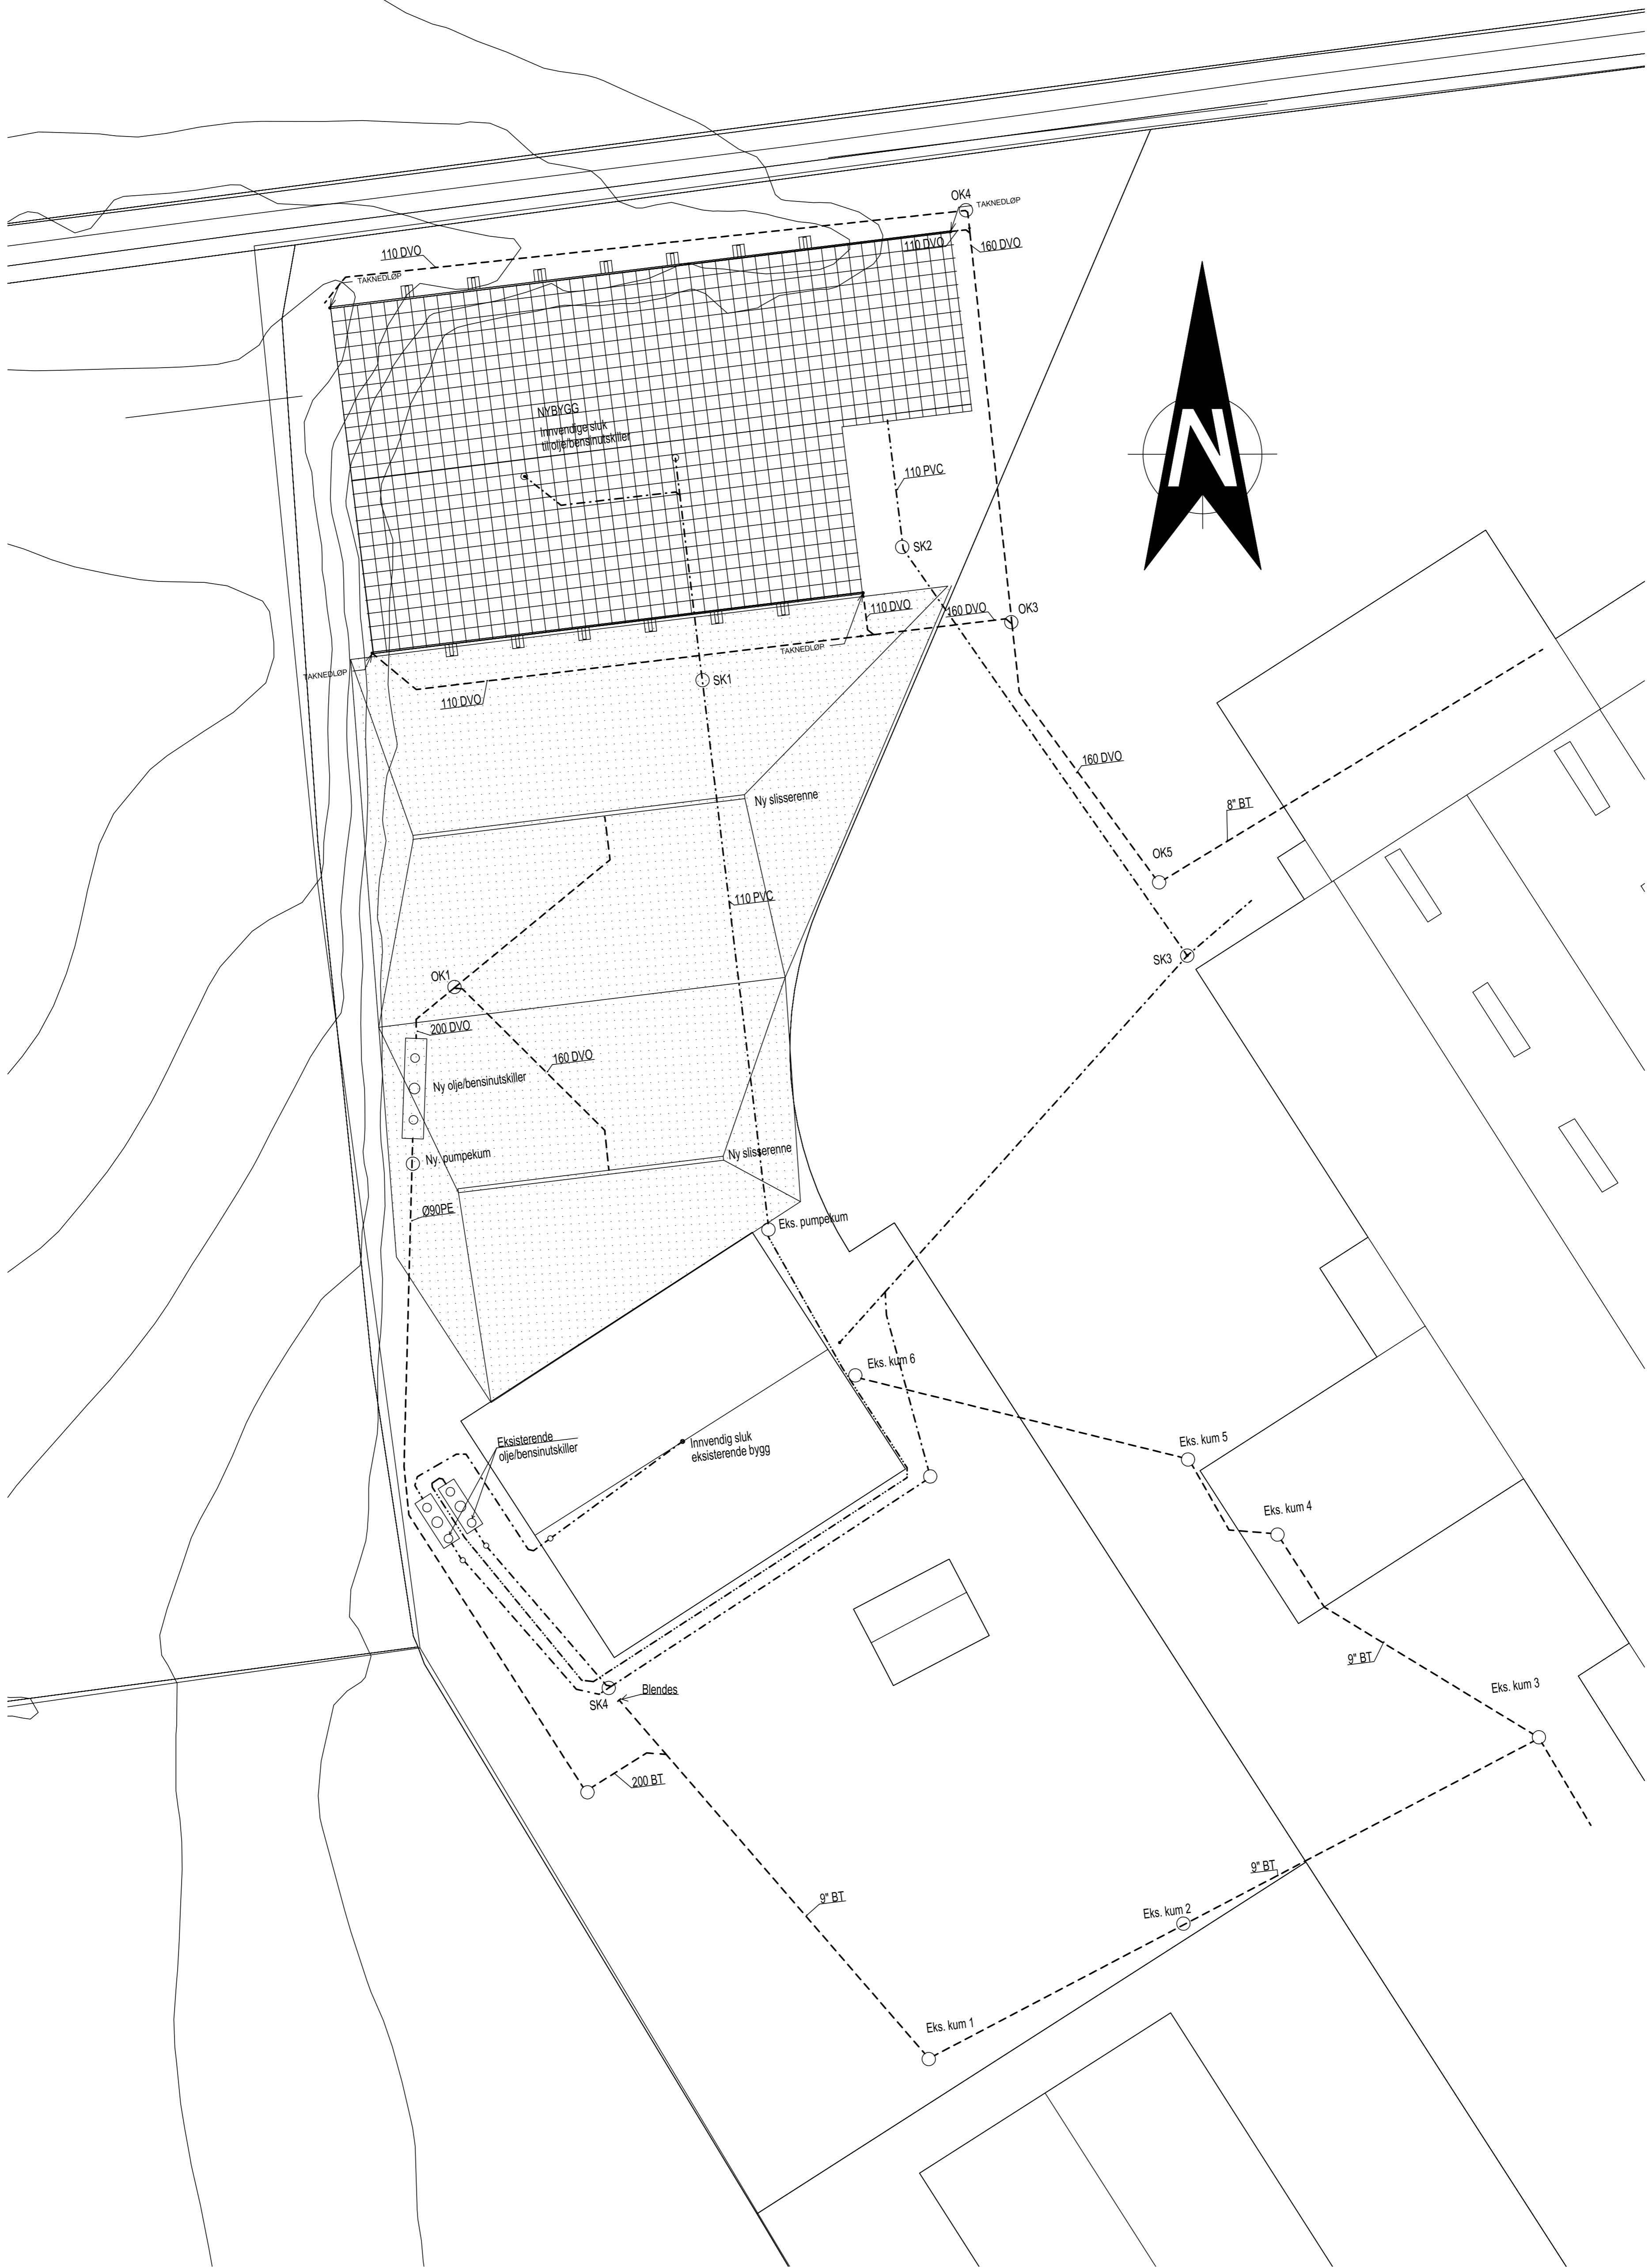 OK4
TAKNEDLØP
110 DVO
110 DVO
160 DVO
TAKNEDLØP
N
NYBYGG
Innvendige sluk
til olje/bensinutskiller
110 PVC
SK2
110 DVO
160 DVO
OK3
TAKNEDLØP
TAKNEDLØP
SK1
110 DVO
160 DVO
Ny slisserenne
8" BT
OK5
110 PVC
SK3
OK1
200 DVO
160 DVO
Ny olje/bensinutskiller
Ny slisserenne
Ny. pumpekum
Ø90PE
Eks. pumpekum
Eks. kum 6
Eksisterende
olje/bensinutskiller
Innvendig sluk
eksisterende bygg
Eks. kum 5
Eks. kum 4
9" BT
Eks. kum 3
Blendes
SK4
200 BT
9" BT
9" BT
Eks. kum 2
Eks. kum 1